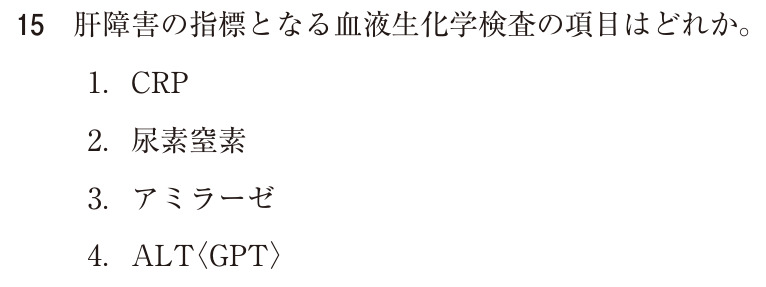 15 肝障害の指標となる血液生化学検査の項目はどれか。
1. CRP
2. 尿素窒素
3. アミラーゼ
4. ALT〈GPT〉